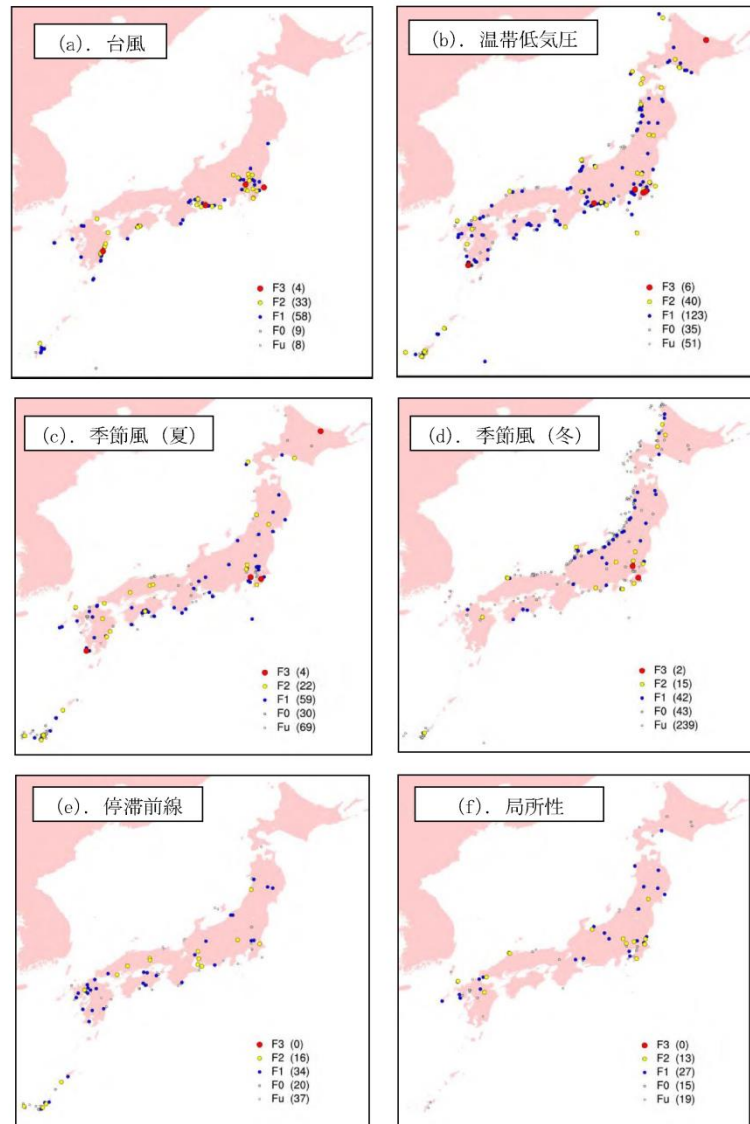 (a). 台風
F3 (4)
F2 (33)
F1 (58)
F0 (9)
Fu (8)
(b). 温帯低気圧
F3 (6)
F2 (40)
F1 (123)
F0 (35)
Fu (51)
(c). 季節風 (夏)
F3 (4)
F2 (22)
F1 (59)
F0 (30)
Fu (69)
(d). 季節風 (冬)
F3 (2)
F2 (15)
F1 (42)
F0 (43)
Fu (239)
(e). 停滞前線
F3 (0)
F2 (16)
F1 (34)
F0 (20)
Fu (37)
(f). 局所性
F3 (0)
F2 (13)
F1 (27)
F0 (15)
Fu (19)